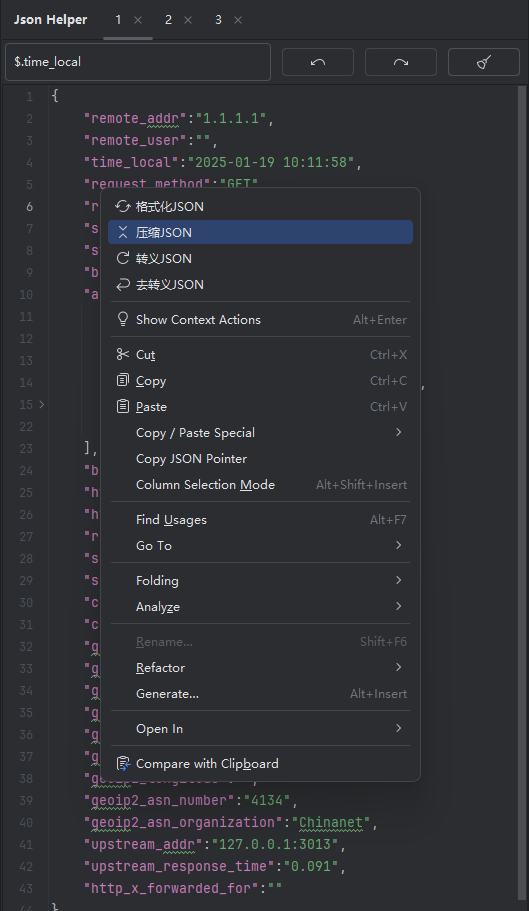 Json Helper 1 × 2 × 3 ×
$.time_local
1 {
2 "remote_addr":"1.1.1.1",
3 "remote_user":"",
4 "time_local":"2025-01-19 10:11:58",
5 "request_method":"GET"
6 "r
格式化JSON
7 "s
压缩JSON
8 "s
转义JSON
9 "b
去转义JSON
10 "a
11
Show Context Actions Alt+Enter
12
13
Cut Ctrl+X
14 ,
Copy Ctrl+C
15
Paste Ctrl+V
22
Copy / Paste Special
23 ],
Copy JSON Pointer
24 "b
Column Selection Mode Alt+Shift+Insert
25 "h
26 "h
Find Usages Alt+F7
27 "r
Go To
28 "s
29 "s
Folding
30 "c
Analyze
31 "c
32 "g
Rename... Shift+F6
33 "g
Refactor
34 "g
Generate... Alt+Insert
35 "g
36 "g
Open In
37 "g
Compare with Clipboard
38
39 "geoip2_asn_number":"4134",
40 "geoip2_asn_organization":"Chinanet",
41 "upstream_addr":"127.0.0.1:3013",
42 "upstream_response_time":"0.091",
43 "http_x_forwarded_for":""
44 }